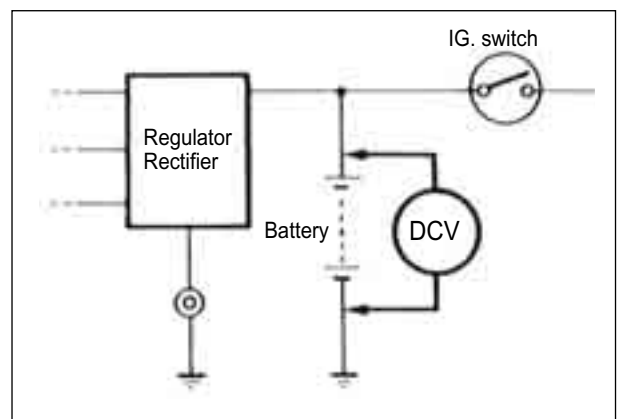 IG. switch
Regulator
Rectifier
Battery
DCV